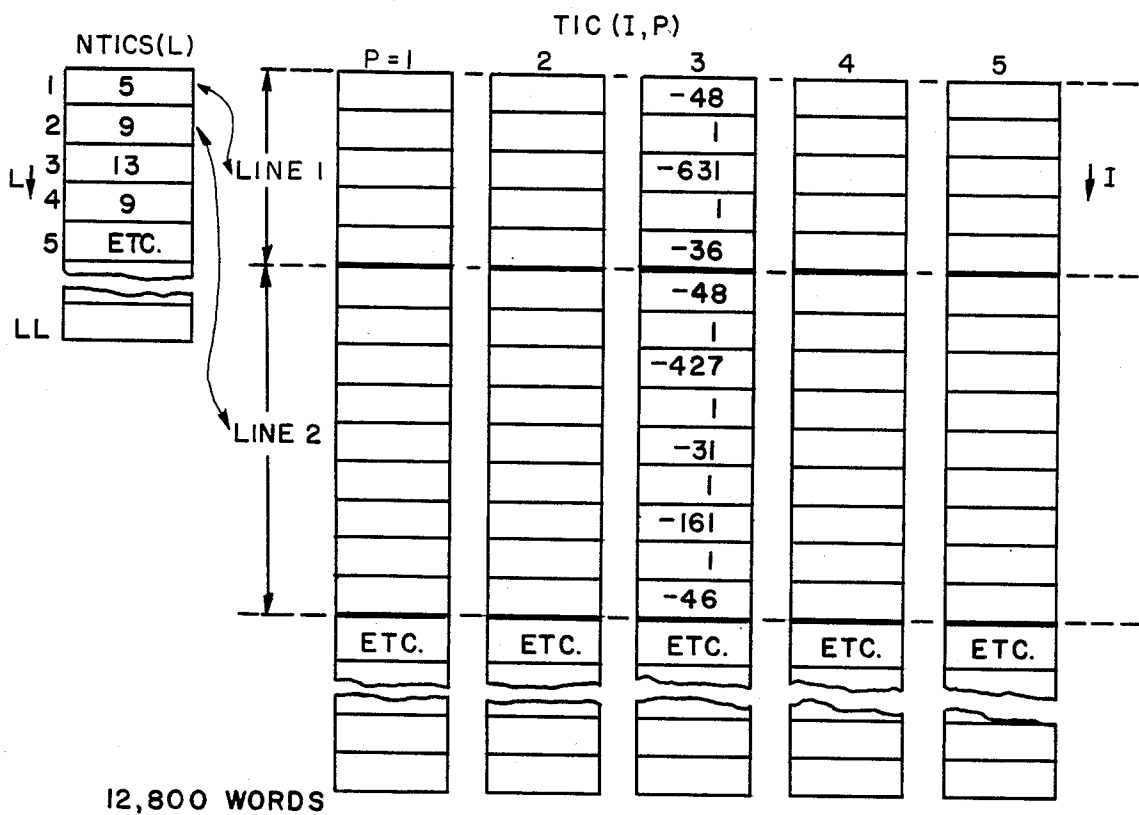 TIC (I,P)
NTICS(L)
P = 1 2 3 4 5
1 5
2 9
3 13
4 9
5 ETC.
LL
L
LINE 1
I
-48
1
-631
1
-36
LINE 2
-48
1
-427
1
-31
1
-161
1
-46
ETC. ETC. ETC. ETC. ETC.
12,800 WORDS